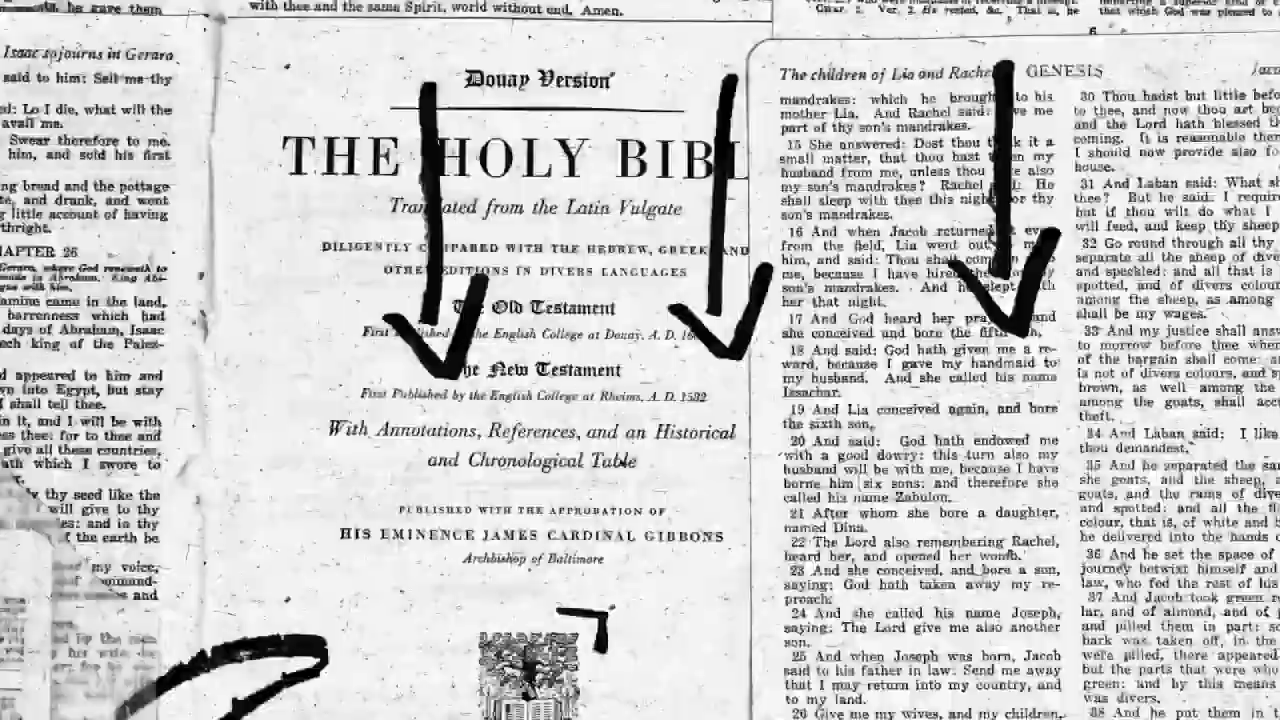 he gave them
Isaac sojourns in Gerara
said to him: Sell me thy
Lo I die, what will the
avail me.
Swear therefore to me.
him, and sold his first
ing bread and the pottage
and drank, and went
little account of having
CHAPTER 26
famine came in the land,
barrenness which had
days of Abraham, Isaac
king of the Pales-
appeared to him and
into Egypt, but stay
I shall tell thee.
in it, and I will be with
thee: for to thee and
give all these countries,
which I swore to
thy seed like the
will give to thy
and in thy
the earth be
my voice,
and
with thee and the same Spirit, world without end. Amen.
Douay Version
THE HOLY BIBL
Translated from the Latin Vulgate
DILIGENTLY COMPARED WITH THE HEBREW, GREEK AND
OTHER EDITIONS IN DIVERS LANGUAGES
The Old Testament
First Published the English College at Douay, A. D.
The New Testament
First Published by the English College at Rheims, A. D. 1582
With Annotations, References, and an Historical
and Chronological Table
PUBLISHED WITH THE APPROBATION OF
HIS EMINENCE JAMES CARDINAL GIBBONS
Archbishop of Baltimore
6
The children of Lia and Rachel GENESIS
mandrakes: which he brought to his
mother Lia. And Rachel said: me
part of thy son's mandrakes.
15 She answered: Dost thou think it a
small matter, that thou hast my
husband from me, unless thou also
my son's mandrakes? Rachel He
shall sleep with thee this night for thy
son's mandrakes.
16 And when Jacob returned
from the field, Lia went out
him, and said: Thou shalt
me, because I have hired
son's mandrakes. And he slept
her that night.
17 And God heard her and
she conceived and bore the fifth
18 And said: God hath given me a re-
ward, because I gave my handmaid to
my husband. And she called his name
Issachar.
19 And Lia conceived again, and bore
the sixth son,
20 And said: God hath endowed me
with a good dowry: this turn also my
husband will be with me, because I have
borne him six sons: and therefore she
called his name Zabulon.
21 After whom she bore a daughter,
named Dina.
22 The Lord also remembering Rachel,
heard her, and opened her womb.
23 And she conceived, and bore a son,
saying: God hath taken away my re-
proach.
24 And she called his name Joseph,
saying: The Lord give me also another
son.
25 And when Joseph was born, Jacob
said to his father in law: Send me away
that I may return into my country, and
to my land.
26 Give me my wives, and my children,
30 Thou hadst but little
to thee, and now thou art
and the Lord hath blessed
coming. It is reasonable
I should now provide also
house.
31 And Laban said: What
thee? But he said: I
but if thou wilt do what I
will feed, and keep thy sheep
32 Go round through all thy
separate all the sheep of
and speckled: and all that is
spotted, and of divers
among the sheep, as among
shall be my wages.
33 And my justice shall
to morrow before thee when
of the bargain shall come:
is not of divers colours, and
brown, as well among the
among the goats, shall
theft.
34 And Laban said: I like
thou demandest.
35 And he separated the
she goats, and the sheep:
goats, and the rams of
and spotted: and all the
colour, that is, of white and
he delivered into the hands
36 And he set the space of
journey betwixt himself and
law, who fed the rest of his
37 And Jacob took green
lar, and of almond, and of
and pilled them in part: so
bark was taken off, in the
were pilled, there appeared
but the parts that were
green: and by this means
was divers.
38 And he put them in